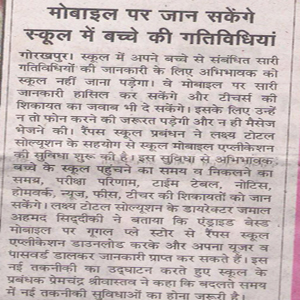 मोबाइल पर जान सकेंगे
स्कूल में बच्चे की गतिविधियां
गोरखपुर। स्कूल में अपने बच्चे से संबंधित सारी
गतिविधियों की जानकारी के लिए अभिभावक को
स्कूल नहीं जाना पड़ेगा। वे मोबाइल पर सारी
जानकारी हासिल कर सकेंगे और टीचर्स की
शिकायत का जवाब भी दे सकेंगे। इसके लिए उन्हें
न तो फोन करने की जरूरत पड़ेगी और न ही मैसेज
भेजने की। रैंपस स्कूल प्रबंधन ने लक्ष्य टोटल
सोल्यूशन के सहयोग से स्कूल मोबाइल एप्लीकेशन
की सुविधा शुरू की है। इस सुविधा से अभिभावक
बच्चे के स्कूल पहुंचने का समय व निकलने का
समय, परीक्षा परिणाम, टाइम टेबल, नोटिस,
होमवर्क, न्यूज, फीस, टीचर की शिकायतों को जान
सकेंगे। लक्ष्य टोटल सोल्यूशन के डायरेक्टर जमाल
अहमद सिद्दीकी ने बताया कि एंड्राइड बेस्ड
मोबाइल पर गूगल प्ले स्टोर से रैंपस स्कूल
एप्लीकेशन डाउनलोड करके और अपना यूजर व
पासवर्ड डालकर जानकारी प्राप्त कर सकते हैं। इस
नई तकनीकी का उद्घाटन करते हुए स्कूल के
प्रबंधक प्रेमचंद्र श्रीवास्तव ने कहा कि बदलते समय
में नई तकनीकी सुविधाओं का होना जरूरी है।